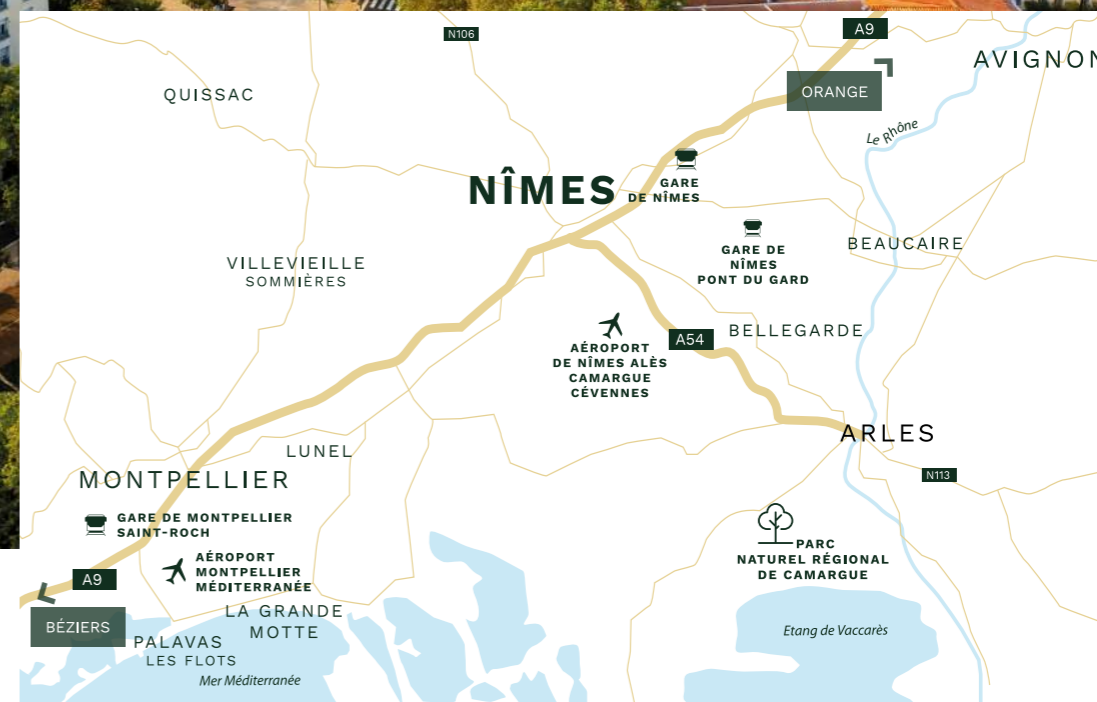 N106
A9
AVIGNON
QUISSAC
ORANGE
Le Rhône
NÎMES
GARE
DE NÎMES
GARE DE
NÎMES
PONT DU GARD
BEAUCAIRE
VILLEVIEILLE
SOMMIÈRES
AÉROPORT
DE NÎMES ALÈS
CAMARGUE
CÉVENNES
A54
BELLEGARDE
ARLES
LUNEL
MONTPELLIER
N113
GARE DE MONTPELLIER
SAINT-ROCH
AÉROPORT
MONTPELLIER
MÉDITERRANÉE
PARC
NATUREL RÉGIONAL
DE CAMARGUE
A9
BÉZIERS
LA GRANDE
MOTTE
PALAVAS
LES FLOTS
Mer Méditerranée
Etang de Vaccarès